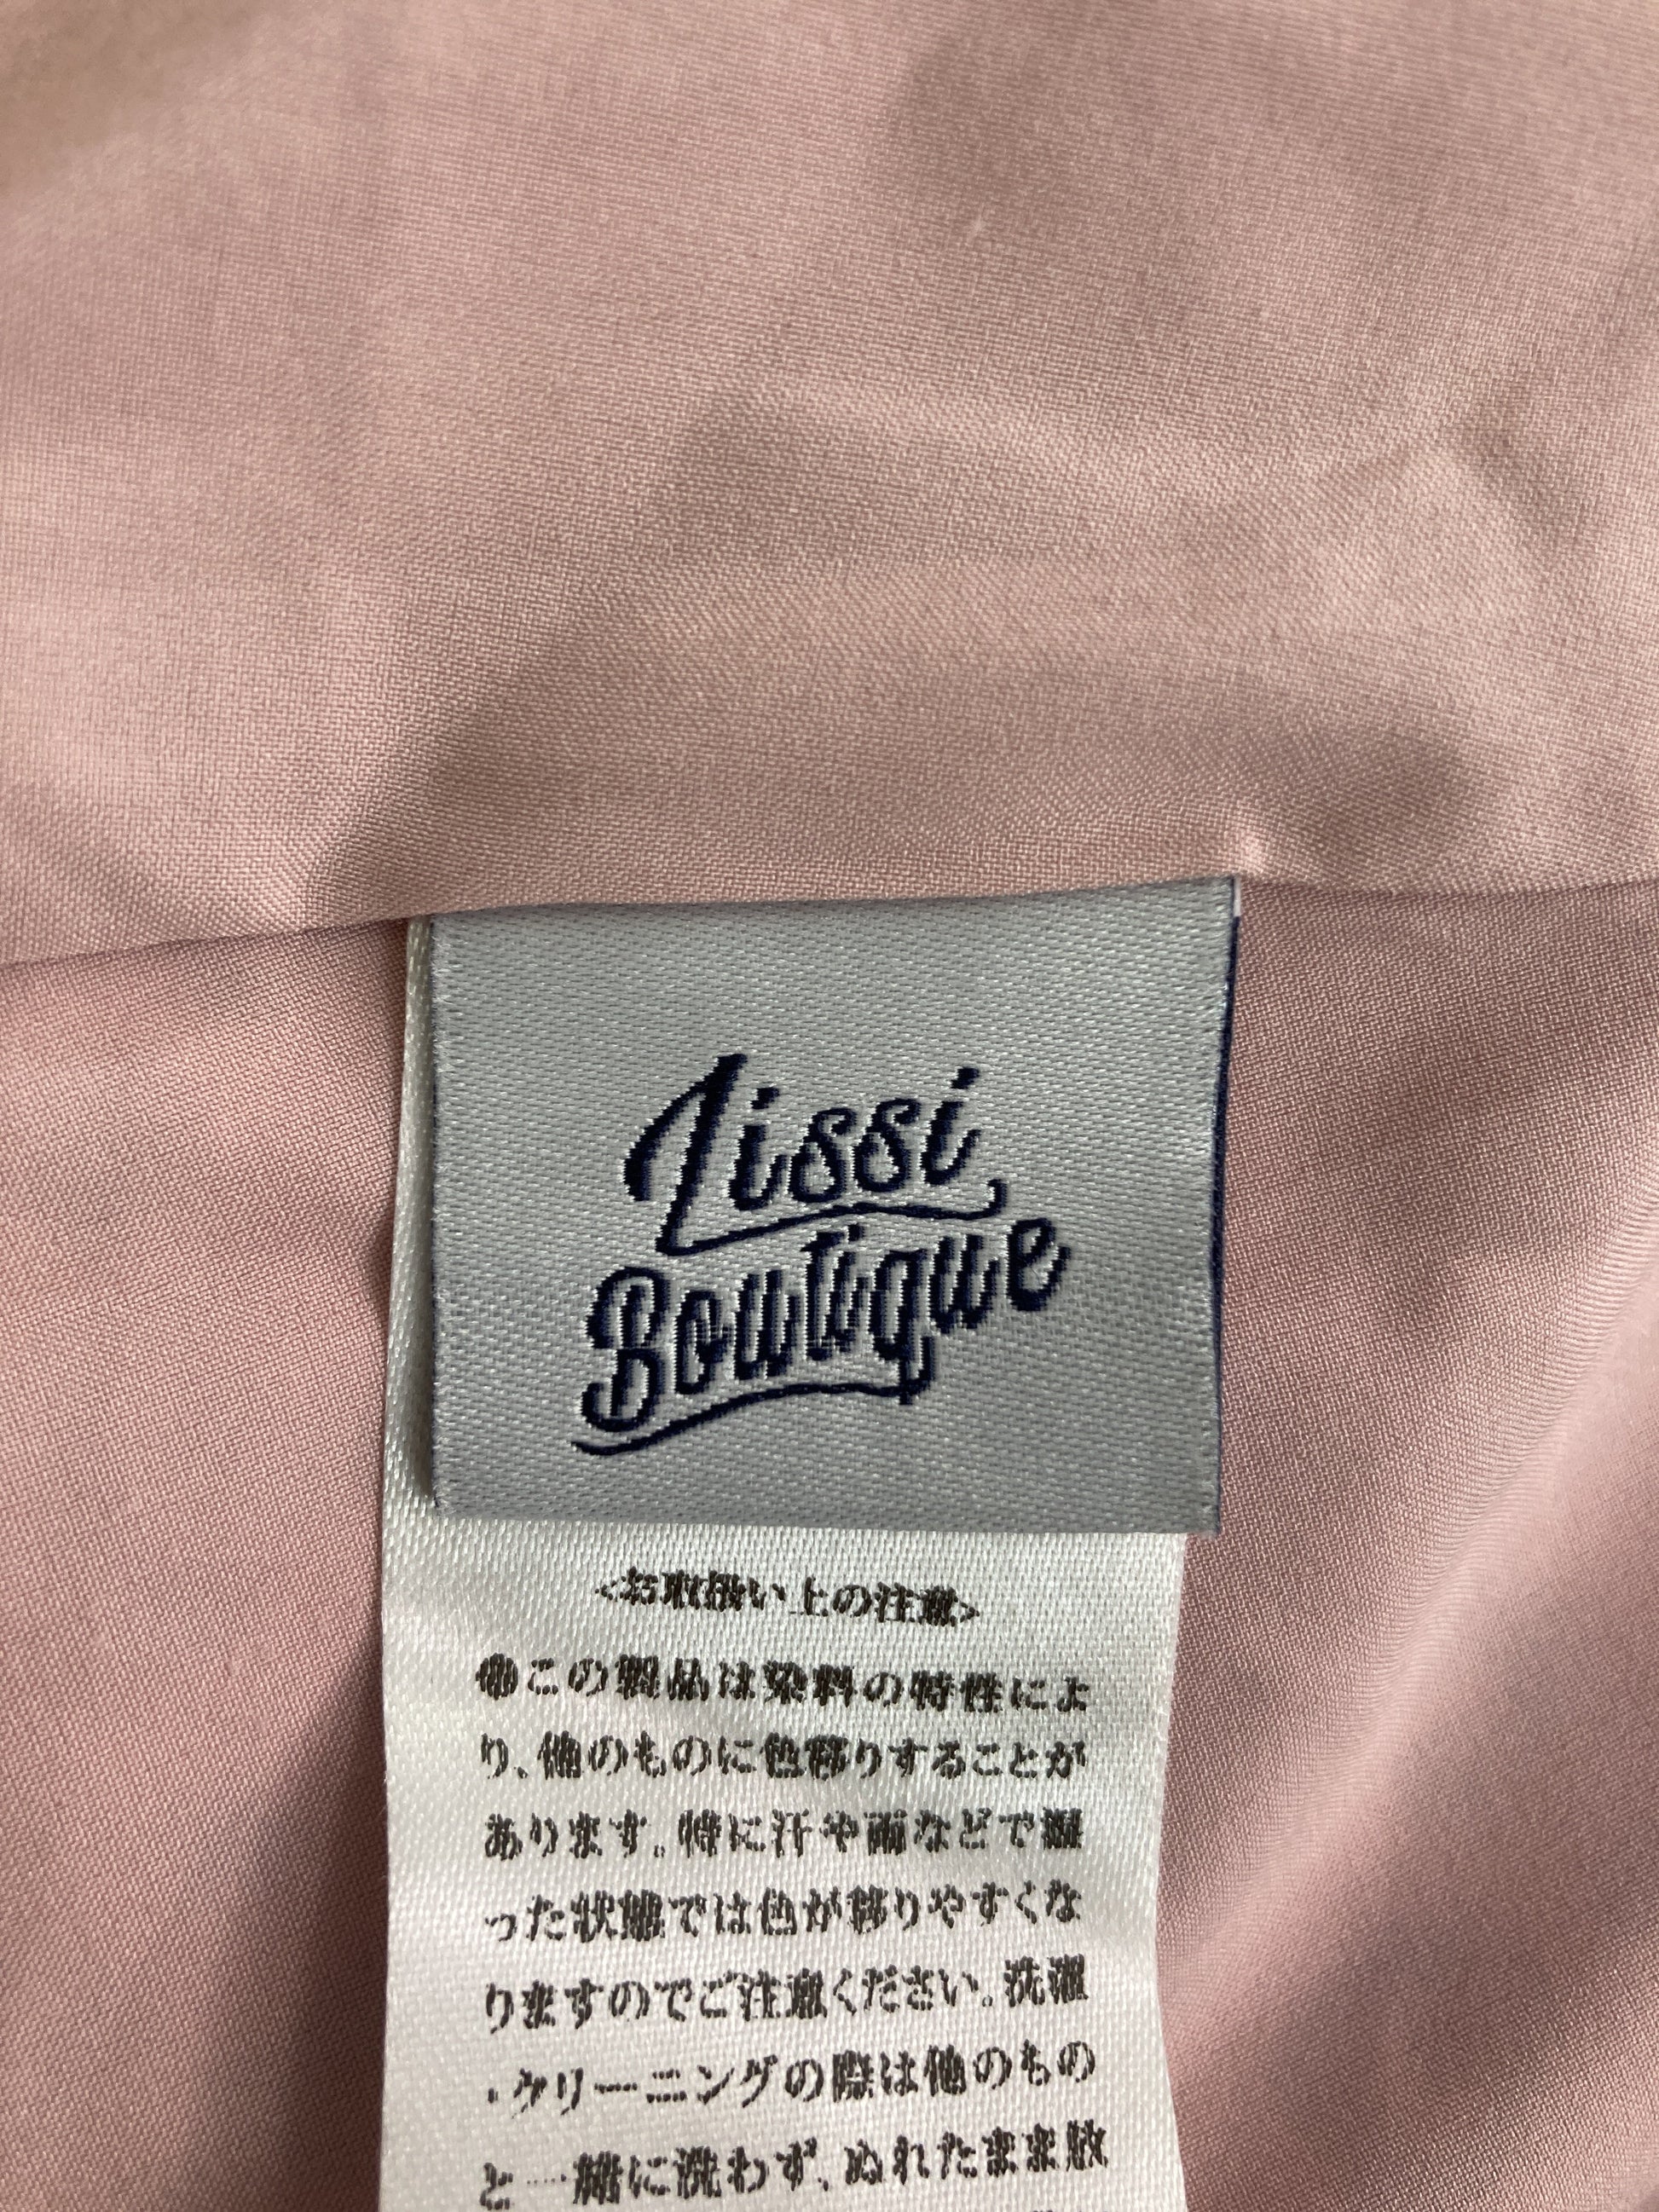 Lissi
Boutique
<お取扱い上の注意>
●この製品は染料の特性によ
り、他のものに色移りすることが
あります。特に汗や雨などで湿
った状態では色が移りやすくな
りますのでご注意ください。洗濯
・クリーニングの際は他のもの
と一緒に洗わず、ぬれたまま放